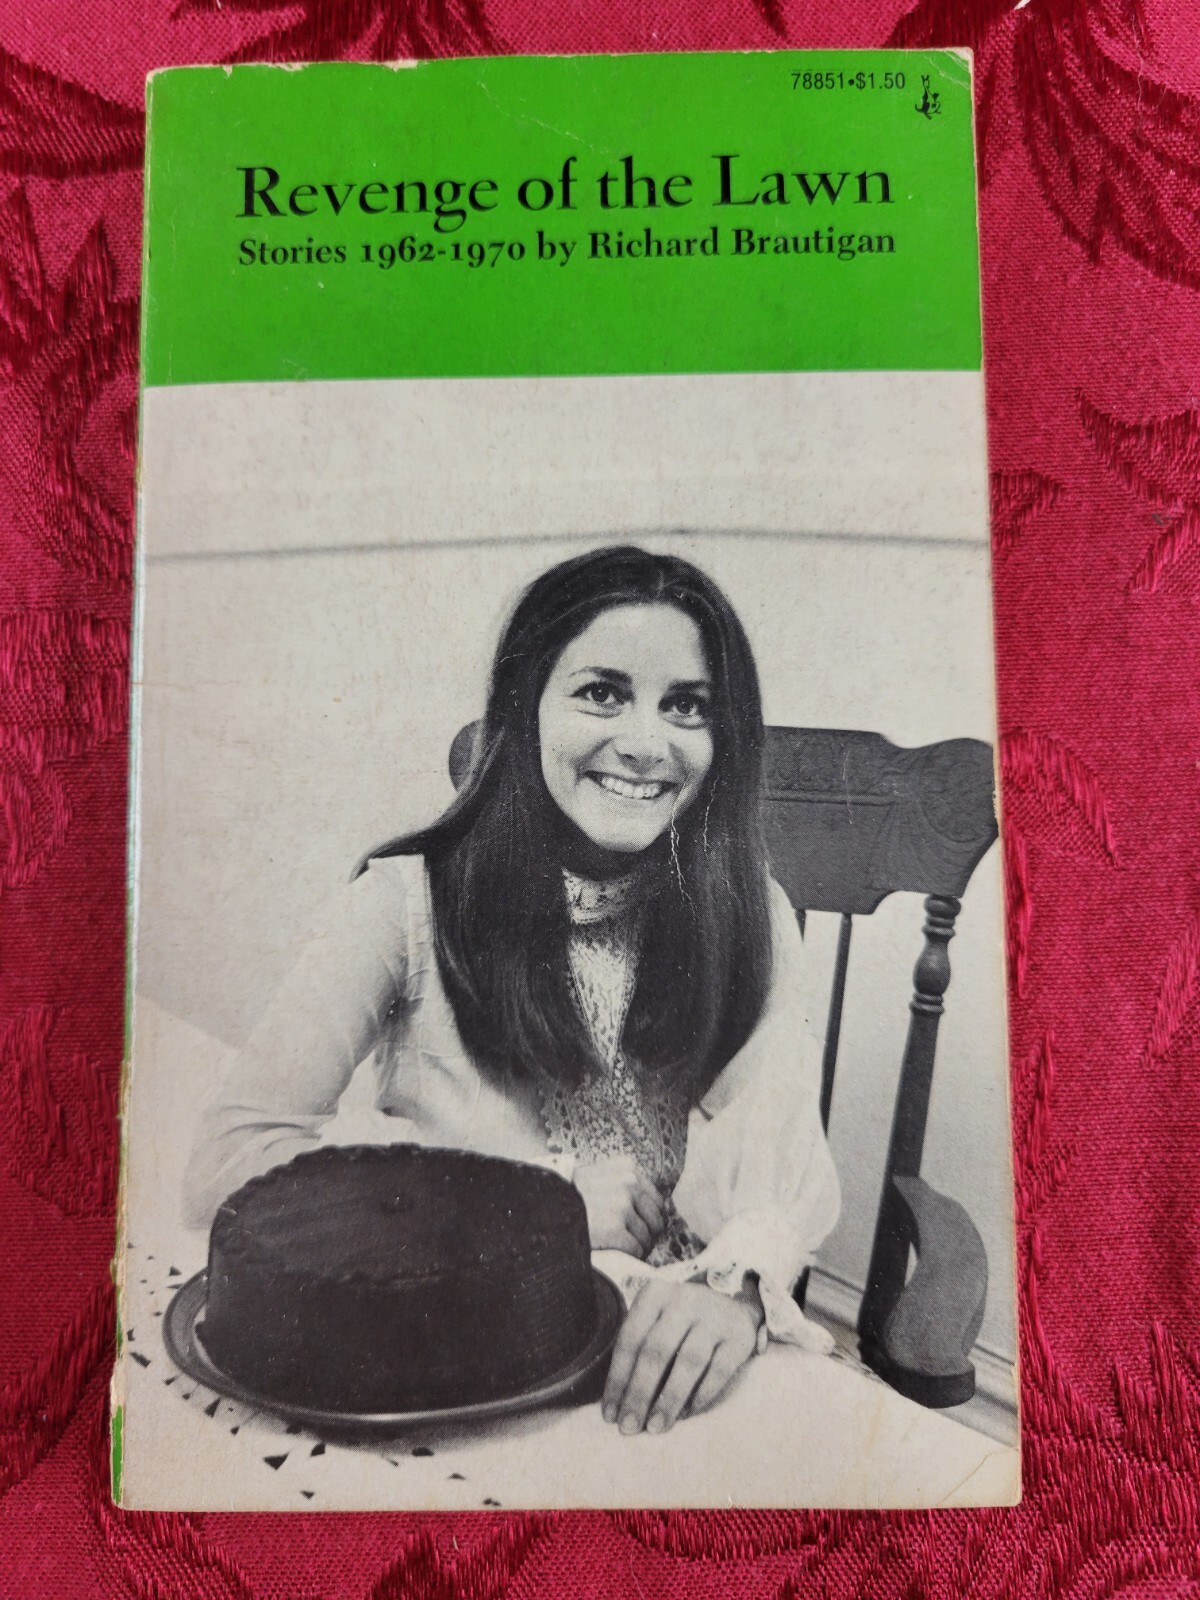 78851•$1.50
Revenge of the Lawn
Stories 1962-1970 by Richard Brautigan